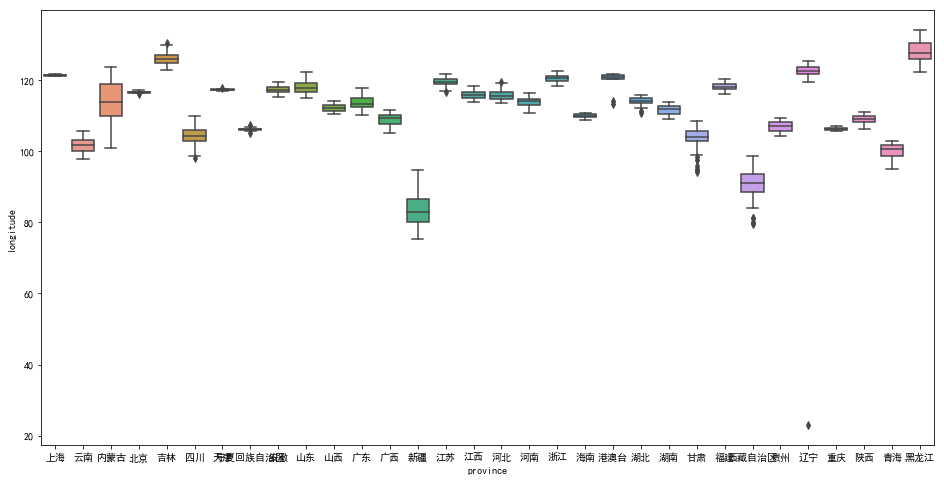 120
100
80
60
40
20
longitude
上海 云南 内蒙古 北京 吉林 四川 天津 宁夏回族自治区 安徽 山东 山西 广东 广西 新疆 江苏 江西 河北 河南 浙江 海南 港澳台 湖北 湖南 甘肃 福建 西藏自治区 贵州 辽宁 重庆 陕西 青海 黑龙江
province